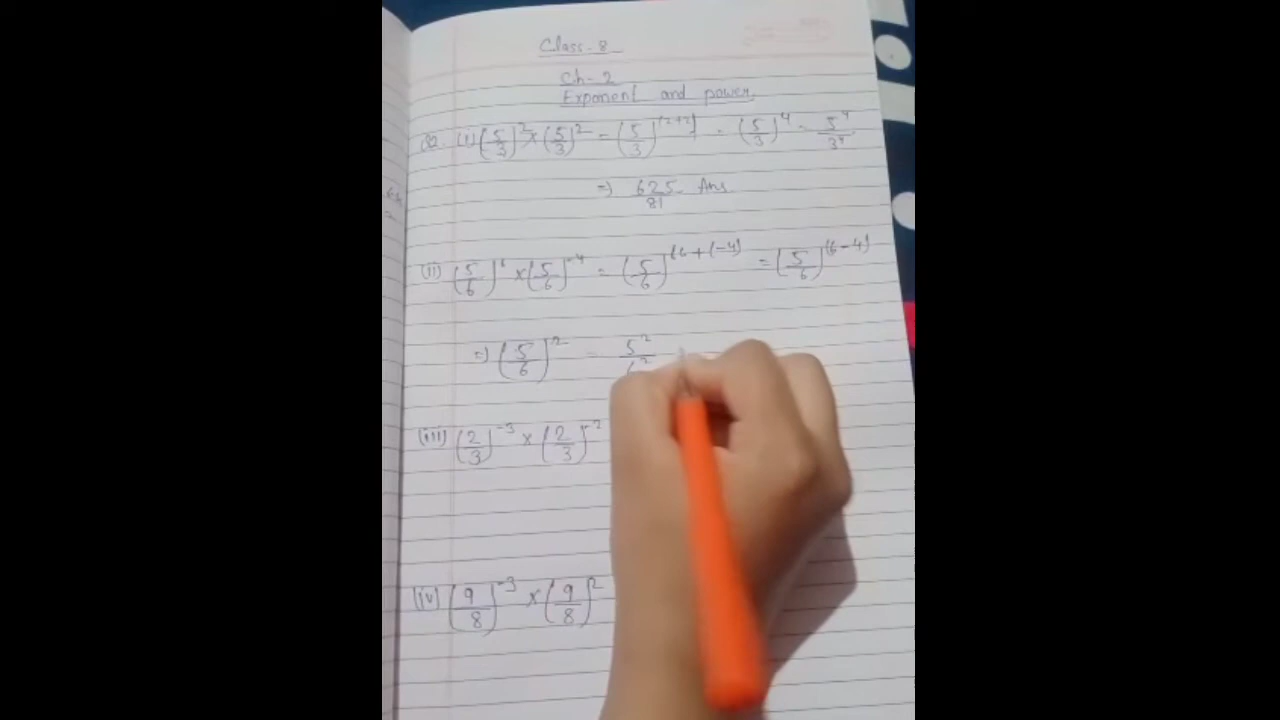 Class-8
Ch-2
Exponent and power.
(i) (5/3)^2 × (5/3)^2 = (5/3)^(2+2) = (5/3)^4 = 5^4/3^4
=) 625/81 Ans
(ii) (5/6)^6 × (5/6)^-4 = (5/6)^(6+(-4)) = (5/6)^(6-4)
=) (5/6)^2 = 5^2/6^2
(iii) (2/3)^-3 × (2/3)^-2
(iv) (9/8)^-3 × (9/8)^2